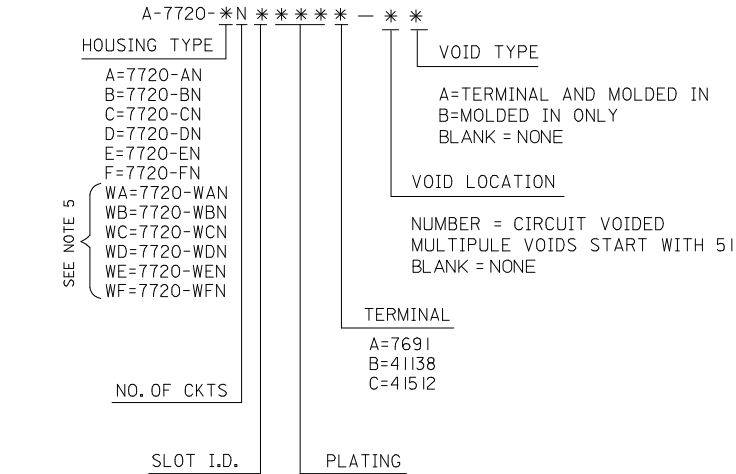 A-7720-*N*****-**
HOUSING TYPE
A=7720-AN
B=7720-BN
C=7720-CN
D=7720-DN
E=7720-EN
F=7720-FN
WA=7720-WAN
WB=7720-WBN
WC=7720-WCN
WD=7720-WDN
WE=7720-WEN
WF=7720-WFN
SEE NOTE 5
VOID TYPE
A=TERMINAL AND MOLDED IN
B=MOLDED IN ONLY
BLANK = NONE
VOID LOCATION
NUMBER = CIRCUIT VOIDED
MULTIPULE VOIDS START WITH 51
BLANK = NONE
TERMINAL
A=7691
B=41138
C=41512
NO. OF CKTS
SLOT I.D.
PLATING